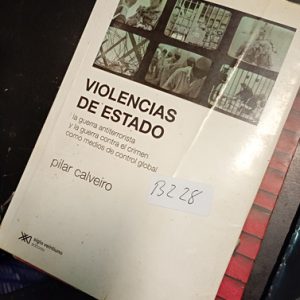 VIOLENCIAS
DE ESTADO
la guerra antiterrorista
y la guerra contra el crimen
como medios de control global
pilar calveiro
B228
siglo veintiuno
editores